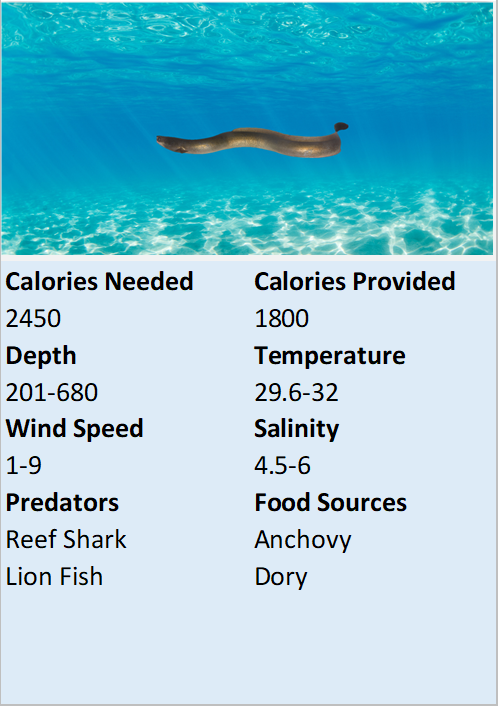 Calories Needed Calories Provided
2450 1800
Depth Temperature
201-680 29.6-32
Wind Speed Salinity
1-9 4.5-6
Predators Food Sources
Reef Shark Anchovy
Lion Fish Dory